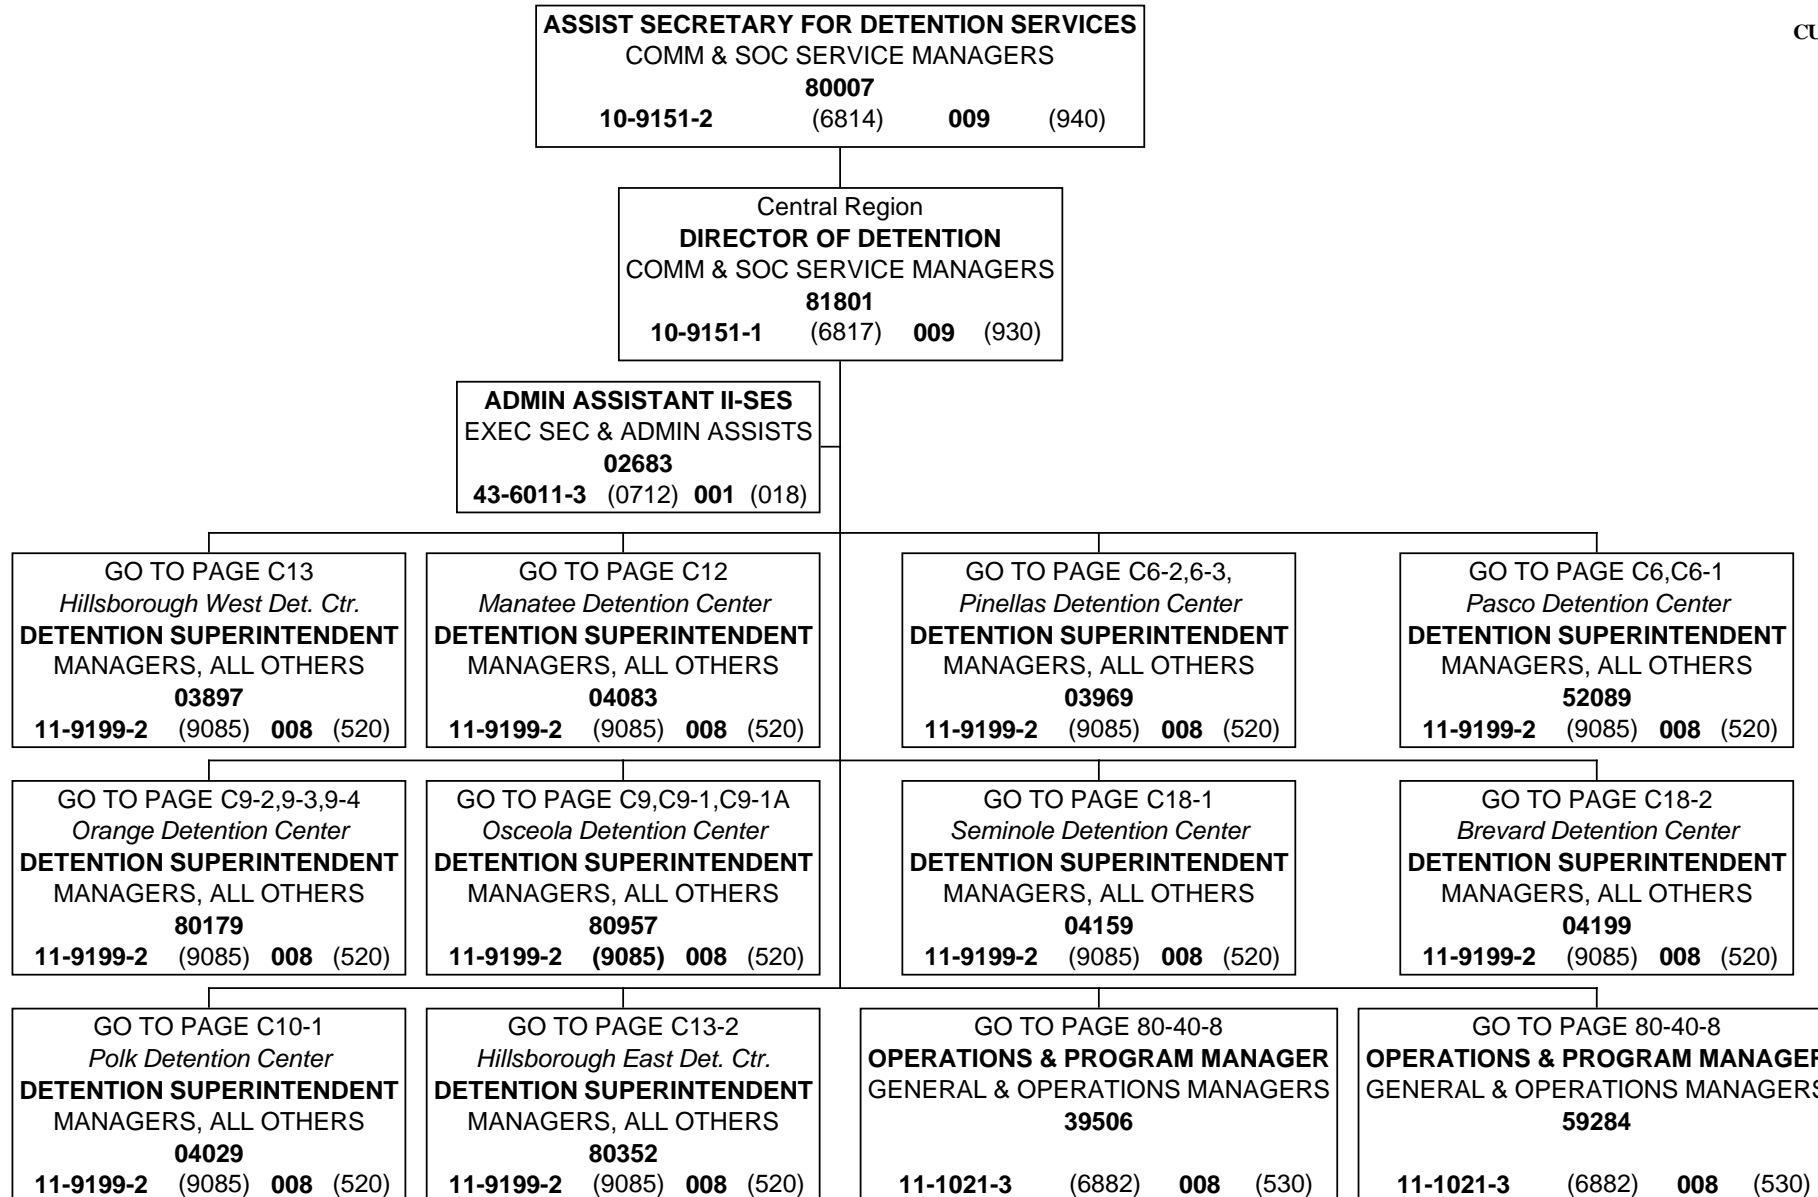 CU
ASSIST SECRETARY FOR DETENTION SERVICES
COMM & SOC SERVICE MANAGERS
80007
10-9151-2 (6814) 009 (940)
Central Region
DIRECTOR OF DETENTION
COMM & SOC SERVICE MANAGERS
81801
10-9151-1 (6817) 009 (930)
ADMIN ASSISTANT II-SES
EXEC SEC & ADMIN ASSISTS
02683
43-6011-3 (0712) 001 (018)
GO TO PAGE C13
Hillsborough West Det. Ctr.
DETENTION SUPERINTENDENT
MANAGERS, ALL OTHERS
03897
11-9199-2 (9085) 008 (520)
GO TO PAGE C12
Manatee Detention Center
DETENTION SUPERINTENDENT
MANAGERS, ALL OTHERS
04083
11-9199-2 (9085) 008 (520)
GO TO PAGE C6-2,6-3,
Pinellas Detention Center
DETENTION SUPERINTENDENT
MANAGERS, ALL OTHERS
03969
11-9199-2 (9085) 008 (520)
GO TO PAGE C6,C6-1
Pasco Detention Center
DETENTION SUPERINTENDENT
MANAGERS, ALL OTHERS
52089
11-9199-2 (9085) 008 (520)
GO TO PAGE C9-2,9-3,9-4
Orange Detention Center
DETENTION SUPERINTENDENT
MANAGERS, ALL OTHERS
80179
11-9199-2 (9085) 008 (520)
GO TO PAGE C9,C9-1,C9-1A
Osceola Detention Center
DETENTION SUPERINTENDENT
MANAGERS, ALL OTHERS
80957
11-9199-2 (9085) 008 (520)
GO TO PAGE C18-1
Seminole Detention Center
DETENTION SUPERINTENDENT
MANAGERS, ALL OTHERS
04159
11-9199-2 (9085) 008 (520)
GO TO PAGE C18-2
Brevard Detention Center
DETENTION SUPERINTENDENT
MANAGERS, ALL OTHERS
04199
11-9199-2 (9085) 008 (520)
GO TO PAGE C10-1
Polk Detention Center
DETENTION SUPERINTENDENT
MANAGERS, ALL OTHERS
04029
11-9199-2 (9085) 008 (520)
GO TO PAGE C13-2
Hillsborough East Det. Ctr.
DETENTION SUPERINTENDENT
MANAGERS, ALL OTHERS
80352
11-9199-2 (9085) 008 (520)
GO TO PAGE 80-40-8
OPERATIONS & PROGRAM MANAGER
GENERAL & OPERATIONS MANAGERS
39506
11-1021-3 (6882) 008 (530)
GO TO PAGE 80-40-8
OPERATIONS & PROGRAM MANAGER
GENERAL & OPERATIONS MANAGERS
59284
11-1021-3 (6882) 008 (530)